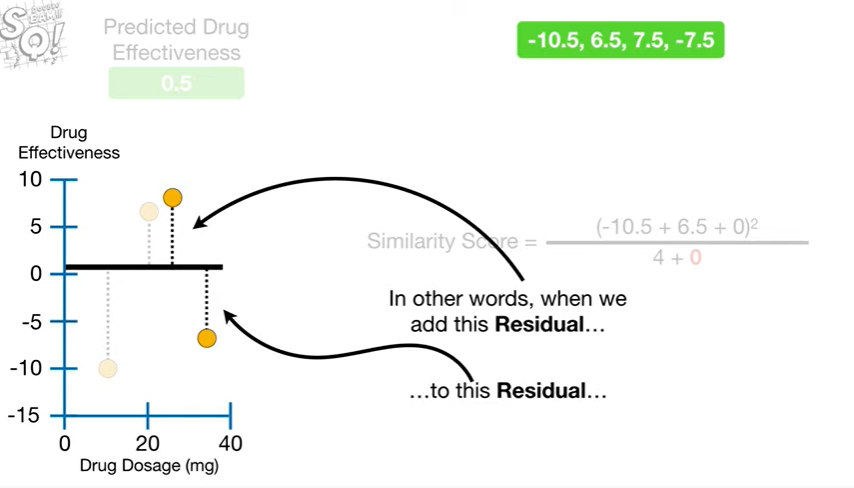 SQ!
Predicted Drug
Effectiveness
0.5
-10.5, 6.5, 7.5, -7.5
Drug
Effectiveness
10
5
0
-5
-10
-15
0
20
40
Drug Dosage (mg)
Similarity Score =
(-10.5 + 6.5 + 0)²
4 + 0
In other words, when we
add this Residual…
…to this Residual…